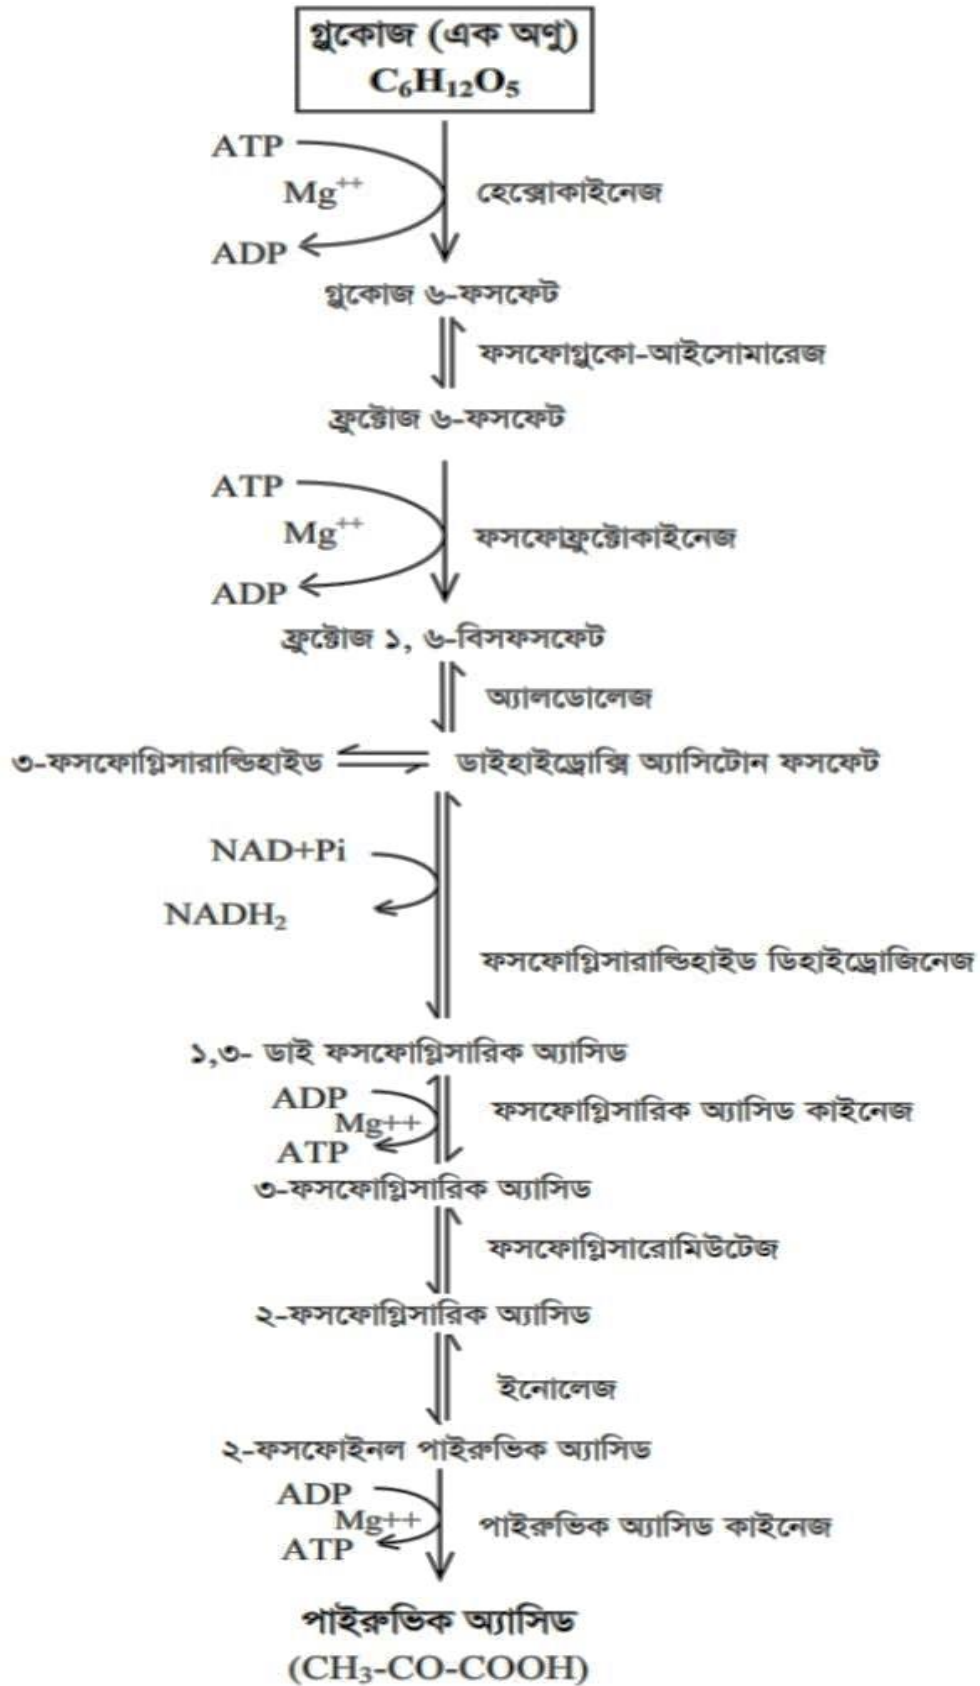 গ্লুকোজ (এক অণু)
C₆H₁₂O₅
ATP
Mg⁺⁺
হেক্সোকাইনেজ
ADP
গ্লুকোজ ৬-ফসফেট
ফসফোগ্লুকো-আইসোমারেজ
ফ্রুক্টোজ ৬-ফসফেট
ATP
Mg⁺⁺
ফসফোফ্রুক্টোকাইনেজ
ADP
ফ্রুক্টোজ ১, ৬-বিসফসফেট
অ্যালডোলেজ
৩-ফসফোগ্লিসারাল্ডিহাইড
ডাইহাইড্রোক্সি অ্যাসিটোন ফসফেট
NAD+Pi
NADH₂
ফসফোগ্লিসারাল্ডিহাইড ডিহাইড্রোজিনেজ
১,৩- ডাই ফসফোগ্লিসারিক অ্যাসিড
ADP
Mg++
ATP
ফসফোগ্লিসারিক অ্যাসিড কাইনেজ
৩-ফসফোগ্লিসারিক অ্যাসিড
ফসফোগ্লিসারোমিউটেজ
২-ফসফোগ্লিসারিক অ্যাসিড
ইনোলেজ
২-ফসফোইনল পাইরুভিক অ্যাসিড
ADP
Mg++
ATP
পাইরুভিক অ্যাসিড কাইনেজ
পাইরুভিক অ্যাসিড
(CH₃-CO-COOH)